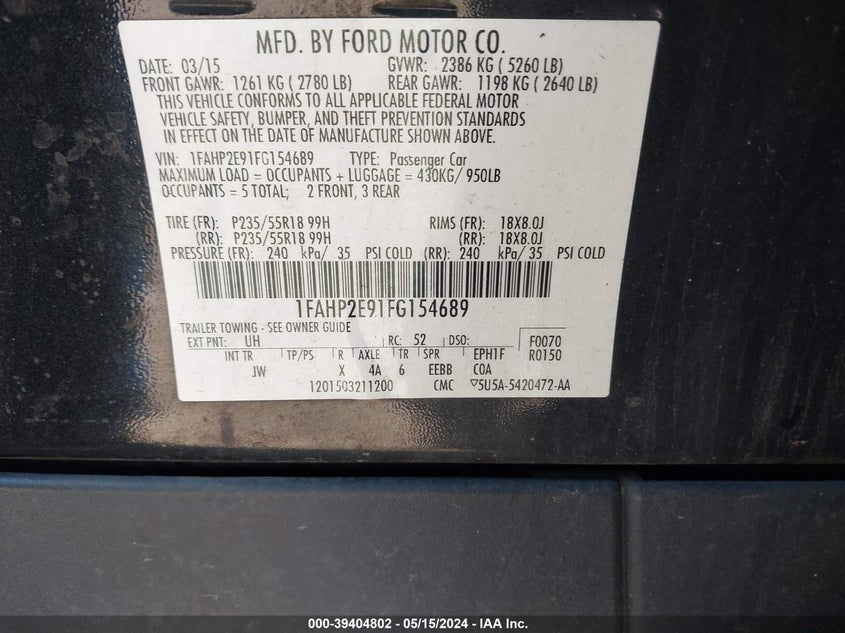 MFD. BY FORD MOTOR CO.
DATE: 03/15 GVWR: 2386 KG ( 5260 LB)
FRONT GAWR: 1261 KG ( 2780 LB) REAR GAWR: 1198 KG ( 2640 LB)
THIS VEHICLE CONFORMS TO ALL APPLICABLE FEDERAL MOTOR
VEHICLE SAFETY, BUMPER, AND THEFT PREVENTION STANDARDS
IN EFFECT ON THE DATE OF MANUFACTURE SHOWN ABOVE.
VIN: 1FAHP2E91FG154689 TYPE: Passenger Car
MAXIMUM LOAD = OCCUPANTS + LUGGAGE = 430KG/ 950LB
OCCUPANTS = 5 TOTAL; 2 FRONT, 3 REAR
TIRE (FR): P235/55R18 99H RIMS (FR): 18X8.0J
(RR): P235/55R18 99H (RR): 18X8.0J
PRESSURE (FR): 240 kPa/ 35 PSI COLD (RR): 240 kPa/ 35 PSI COLD
1FAHP2E91FG154689
TRAILER TOWING - SEE OWNER GUIDE
EXT PNT: UH RC: 52 DSO: F0070
INT TR TP/PS R AXLE TR SPR EPH1F R0150
JW X 4A 6 EEBB C0A
1201503211200 CMC ▽5U5A-5420472-AA
000-39404802 - 05/15/2024 - IAA Inc.